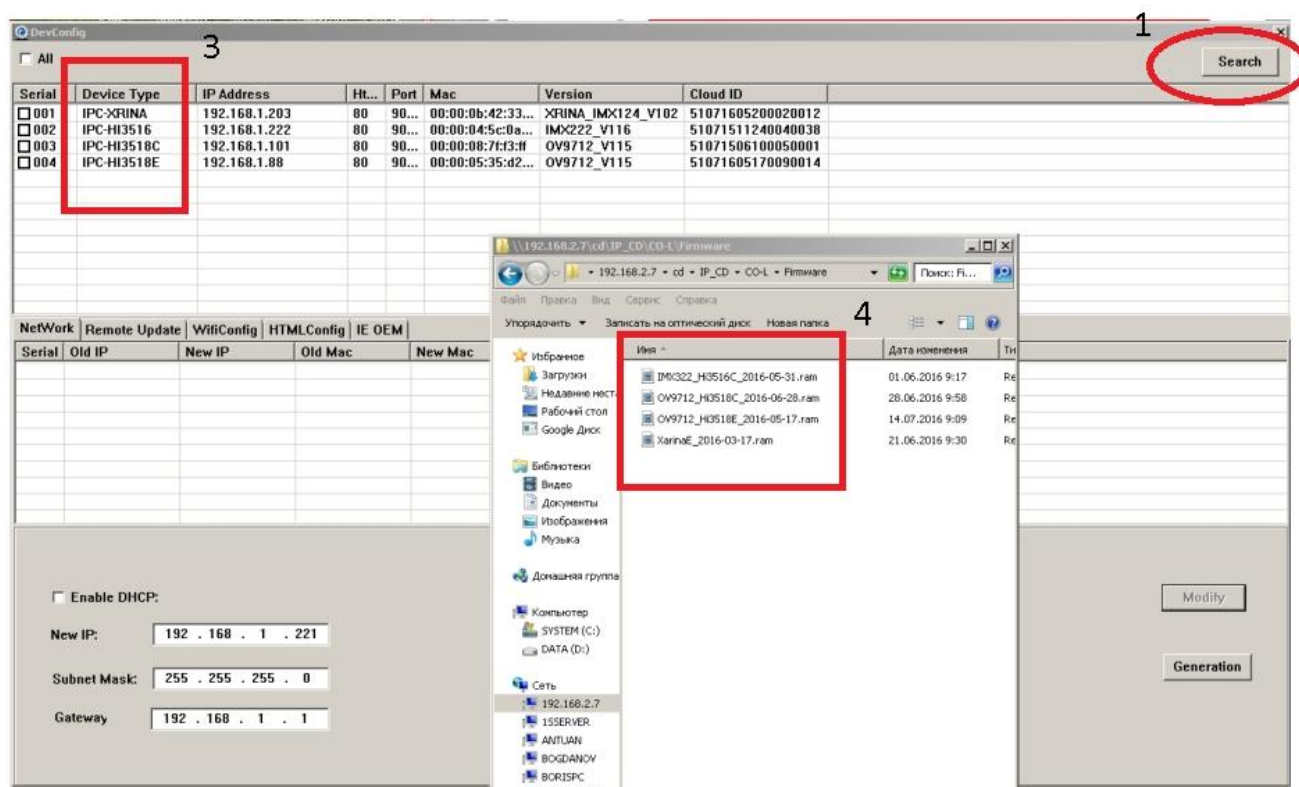 1
DevConfig
3
All
Search
Serial Device Type IP Address Ht... Port Mac Version Cloud ID
001 IPC-XRINA 192.168.1.203 80 90... 00:00:0b:42:33... XRINA_IMX124_V102 51071605200020012
002 IPC-HI3516 192.168.1.222 80 90... 00:00:04:5c:0a... IMX222_V116 51071511240040038
003 IPC-HI3518C 192.168.1.101 80 90... 00:00:08:7f:f3:ff OV9712_V115 51071506100050001
004 IPC-HI3518E 192.168.1.88 80 90... 00:00:05:35:d2... OV9712_V115 51071605170090014
NetWork Remote Update WifiConfig HTMLConfig IE OEM
Serial Old IP New IP Old Mac New Mac
Enable DHCP:
New IP: 192 . 168 . 1 . 221
Subnet Mask: 255 . 255 . 255 . 0
Gateway 192 . 168 . 1 . 1
Modify
Generation
\\192.168.2.7\cd\IP_CD\CO-L\Firmware
192.168.2.7 cd IP_CD CO-L Firmware Поиск: Fi...
Файл Правка Вид Сервис Справка
Упорядочить Записать на оптический диск Новая папка
4
Имя Дата изменения Ти
IMX322_Hi3516C_2016-05-31.ram 01.06.2016 9:17 Re
OV9712_Hi3518C_2016-06-28.ram 28.06.2016 9:58 Re
OV9712_Hi3518E_2016-05-17.ram 14.07.2016 9:09 Re
XarinaE_2016-03-17.ram 21.06.2016 9:30 Re
Избранное
Загрузки
Недавние места
Рабочий стол
Google Диск
Библиотеки
Видео
Документы
Изображения
Музыка
Домашняя группа
Компьютер
SYSTEM (C:)
DATA (D:)
Сеть
192.168.2.7
1SSERVER
ANTUAN
BOGDANOV
BORISPC